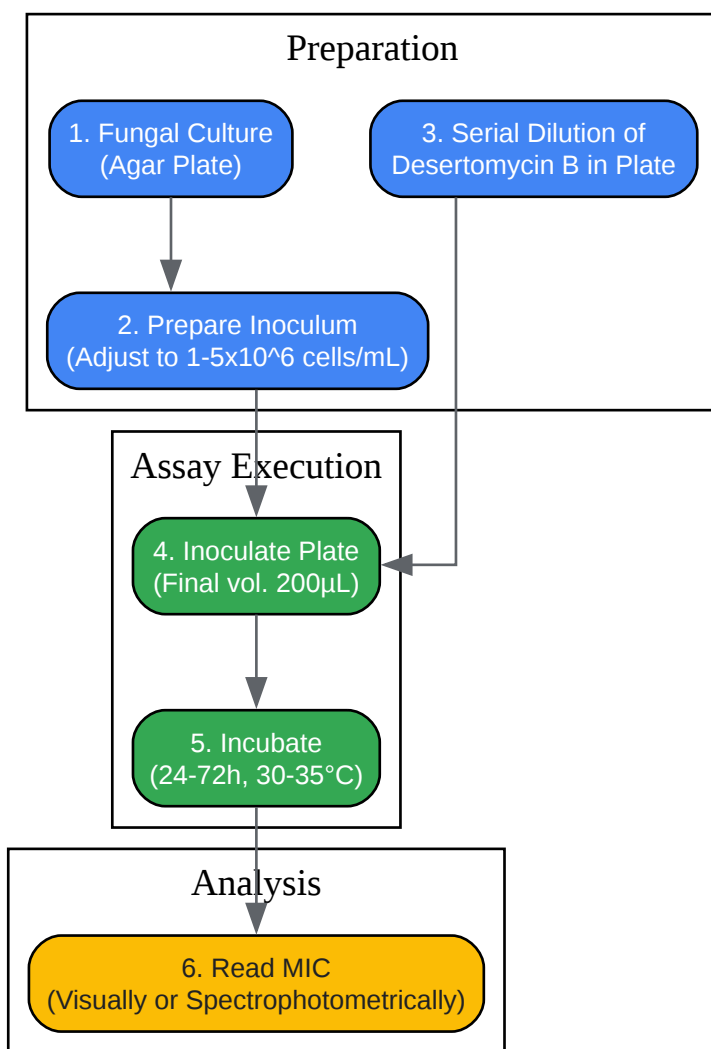 Preparation
1. Fungal Culture
(Agar Plate)
3. Serial Dilution of
Desertomycin B in Plate
2. Prepare Inoculum
(Adjust to 1-5x10^6 cells/mL)
Assay Execution
4. Inoculate Plate
(Final vol. 200µL)
5. Incubate
(24-72h, 30-35°C)
Analysis
6. Read MIC
(Visually or Spectrophotometrically)